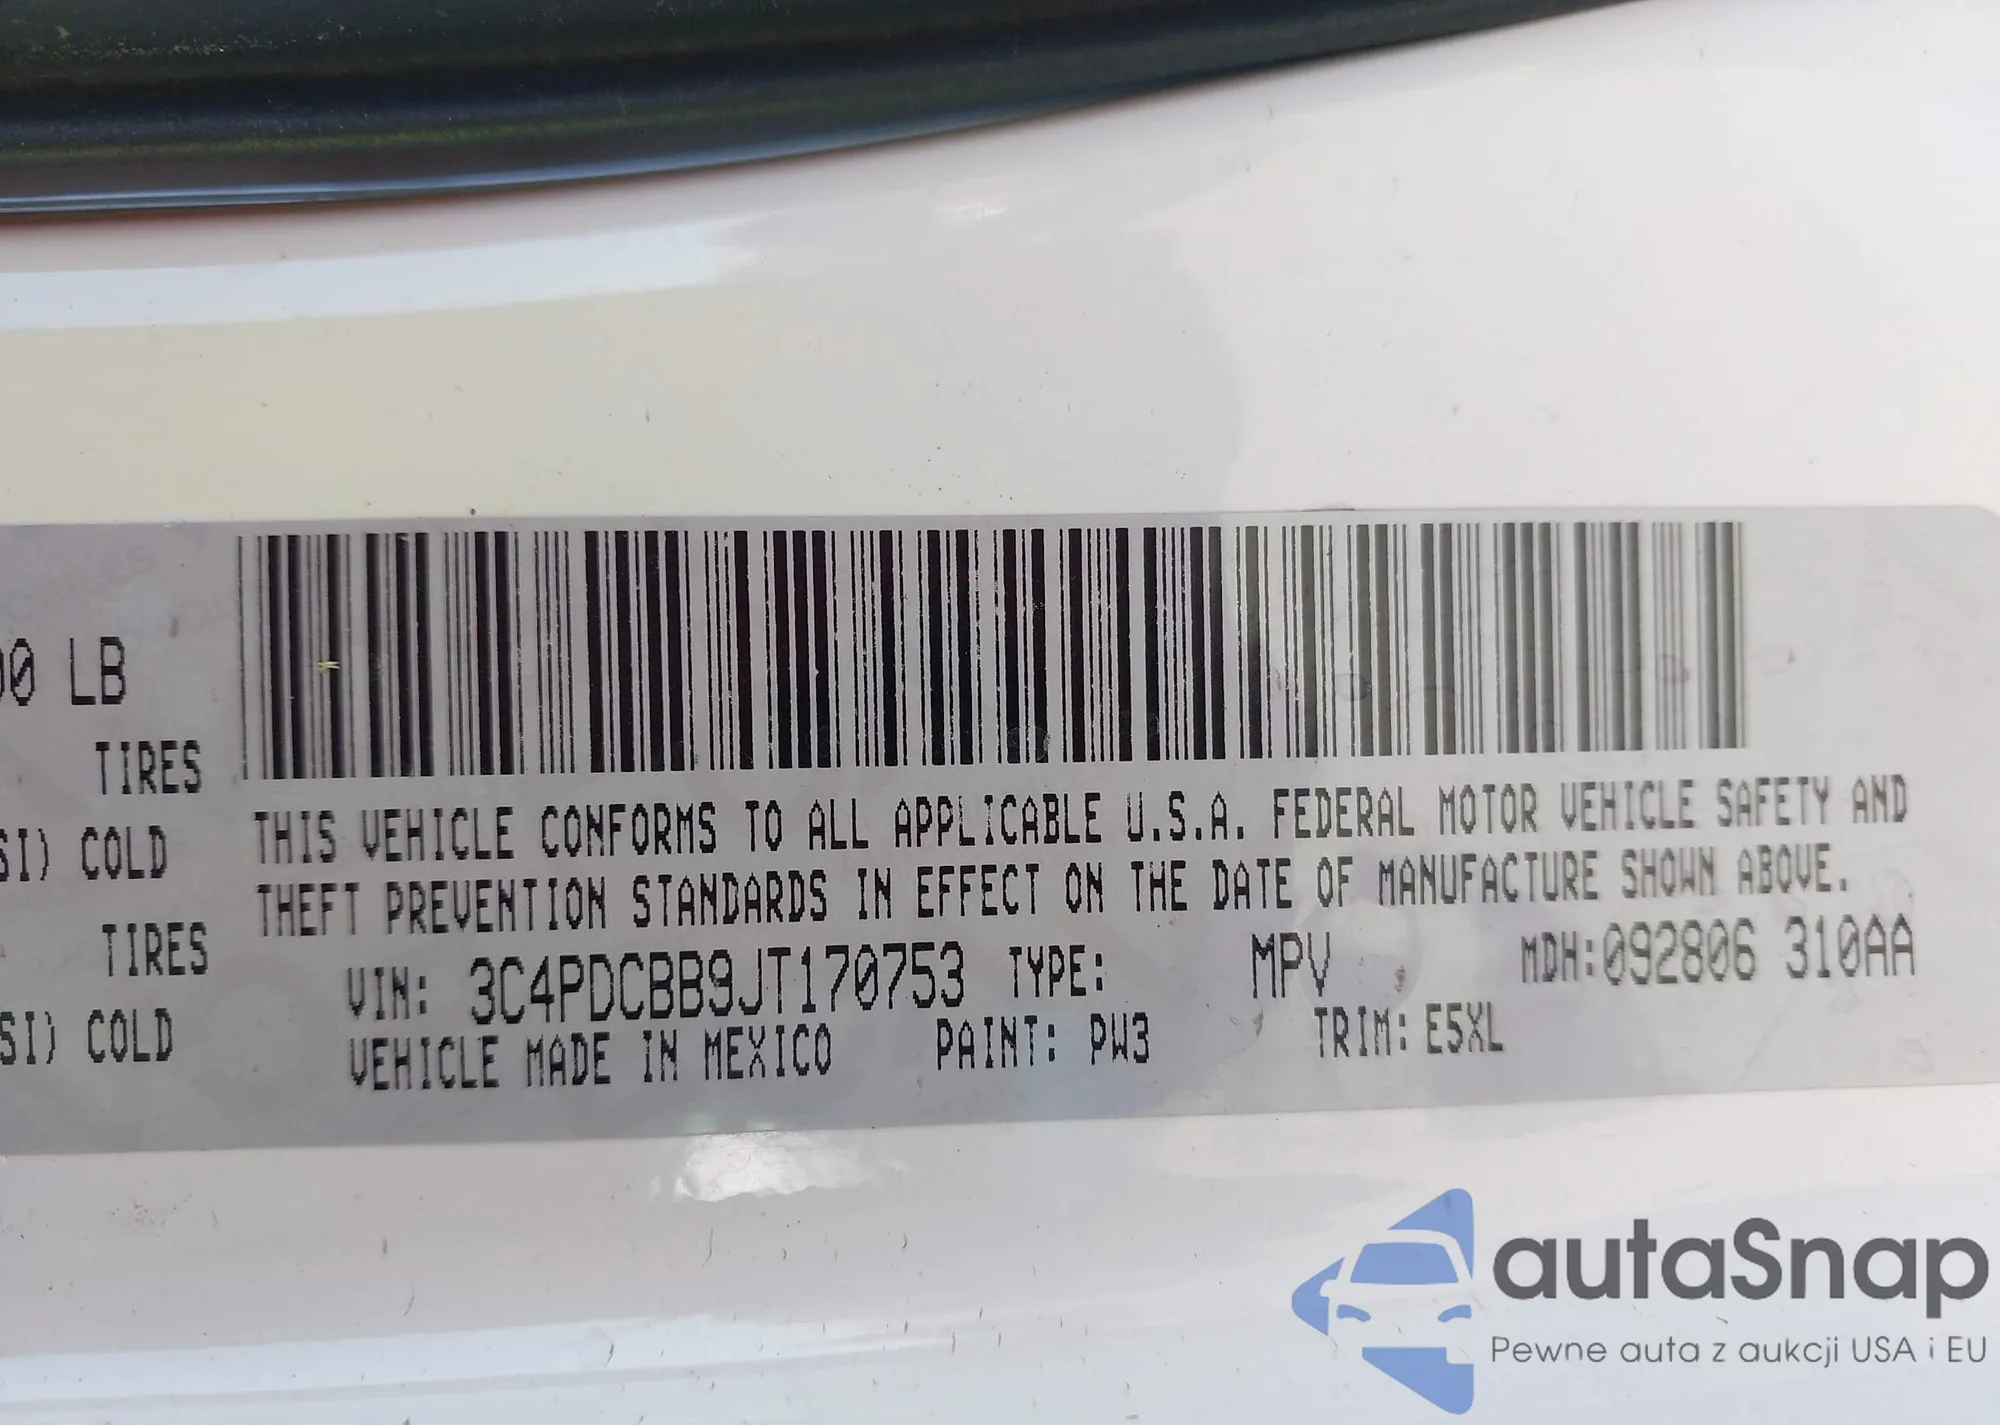 00 LB
TIRES
SI) COLD
TIRES
SI) COLD
THIS VEHICLE CONFORMS TO ALL APPLICABLE U.S.A. FEDERAL MOTOR VEHICLE SAFETY AND
THEFT PREVENTION STANDARDS IN EFFECT ON THE DATE OF MANUFACTURE SHOWN ABOVE.
VIN: 3C4PDCBB9JT170753 TYPE: MPV MDH:092806 310AA
VEHICLE MADE IN MEXICO PAINT: PW3 TRIM: E5XL
autaSnap
Pewne auta z aukcji USA i EU